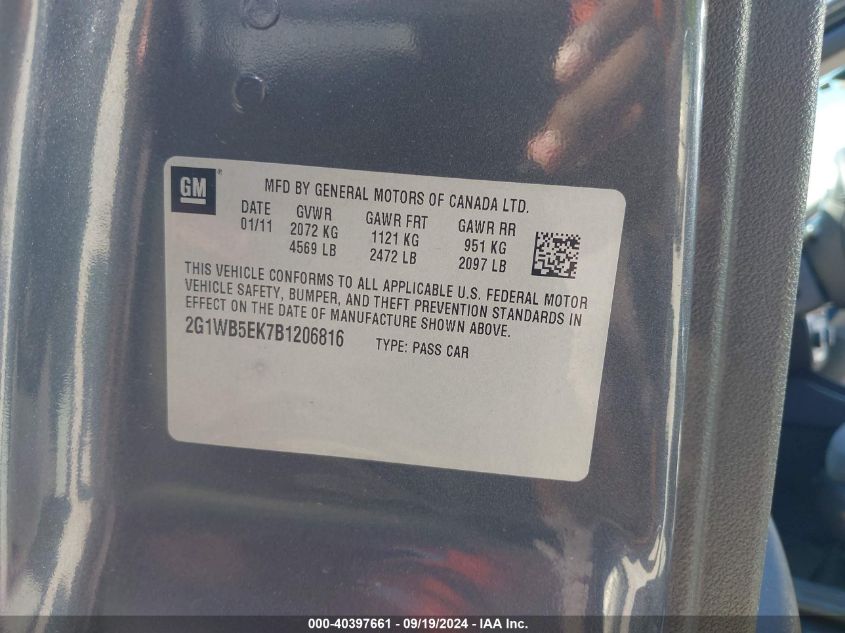 GM ®
MFD BY GENERAL MOTORS OF CANADA LTD.
DATE GVWR GAWR FRT GAWR RR
01/11 2072 KG 1121 KG 951 KG
4569 LB 2472 LB 2097 LB
THIS VEHICLE CONFORMS TO ALL APPLICABLE U.S. FEDERAL MOTOR
VEHICLE SAFETY, BUMPER, AND THEFT PREVENTION STANDARDS IN
EFFECT ON THE DATE OF MANUFACTURE SHOWN ABOVE.
2G1WB5EK7B1206816 TYPE: PASS CAR
000-40397661 - 09/19/2024 - IAA Inc.